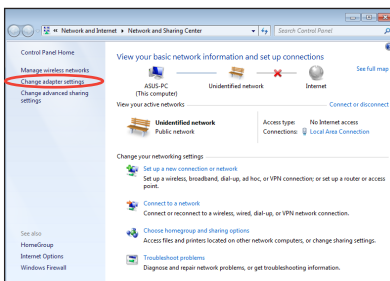 « Network and Internet ▸ Network and Sharing Center
Search Control Panel
Control Panel Home
Manage wireless networks
Change adapter settings
Change advanced sharing
settings
See also
HomeGroup
Internet Options
Windows Firewall
View your basic network information and set up connections
See full map
ASUS-PC
(This computer)
Unidentified network
Internet
View your active networks
Connect or disconnect
Unidentified network
Public network
Access type: No Internet access
Connections: Local Area Connection
Change your networking settings
Set up a new connection or network
Set up a wireless, broadband, dial-up, ad hoc, or VPN connection; or set up a router or access
point.
Connect to a network
Connect or reconnect to a wireless, wired, dial-up, or VPN network connection.
Choose homegroup and sharing options
Access files and printers located on other network computers, or change sharing settings.
Troubleshoot problems
Diagnose and repair network problems, or get troubleshooting information.